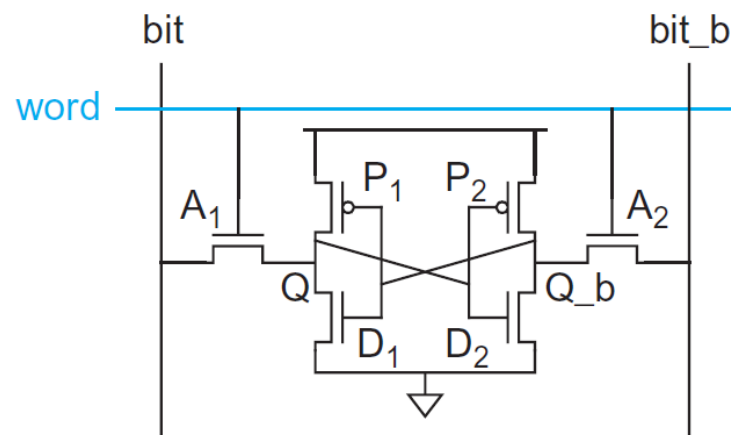 bit bit_b
word
P₁ P₂
A₁ A₂
Q Q_b
D₁ D₂